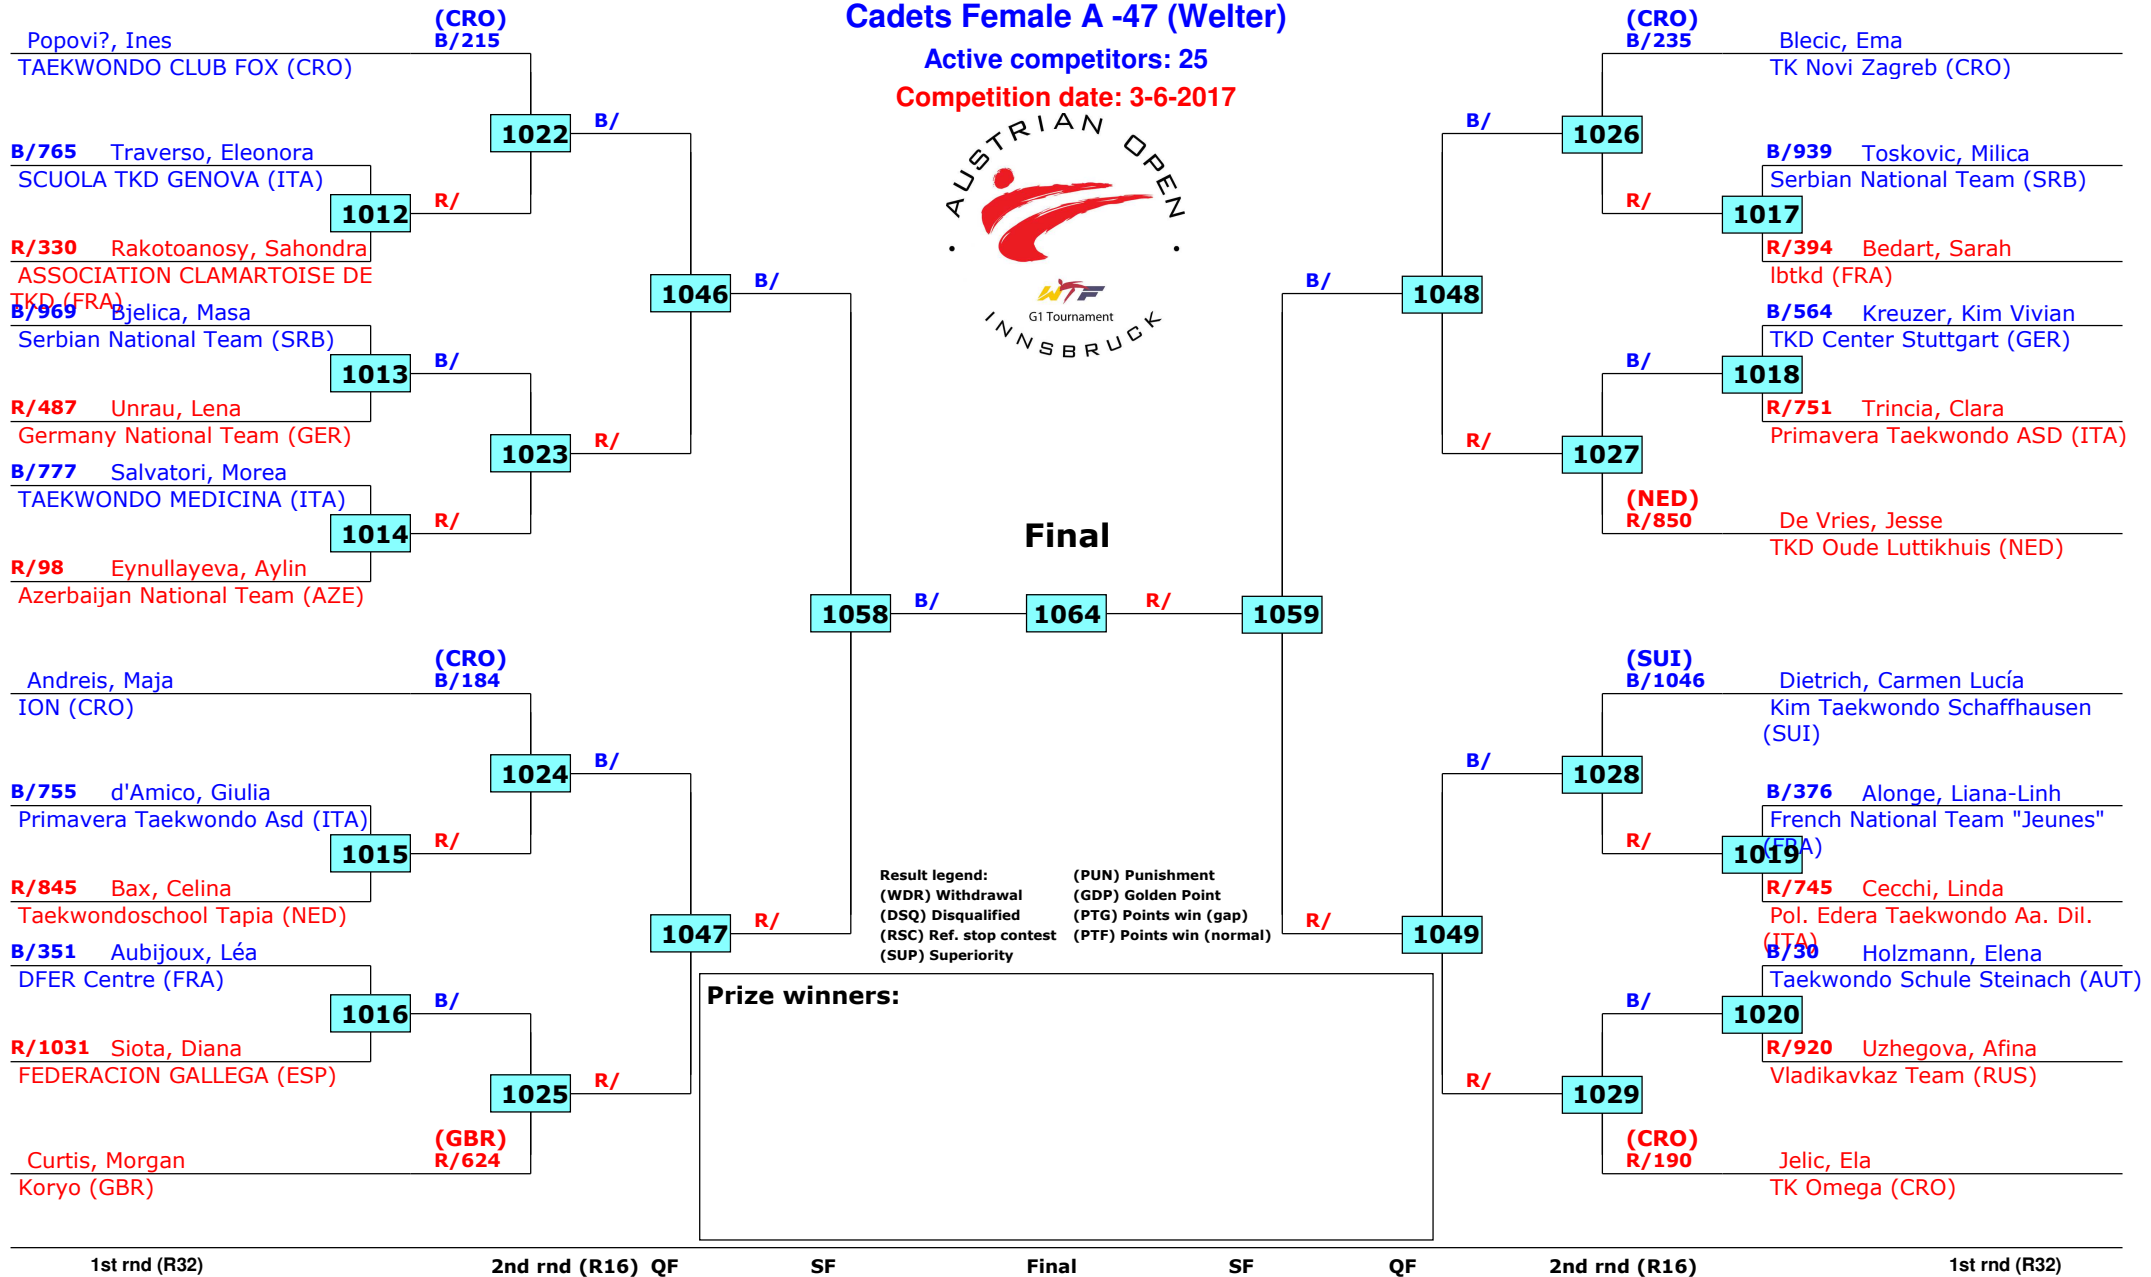 Cadets Female A -47 (Welter)
Active competitors: 25
Competition date: 3-6-2017
AUSTRIAN OPEN
WTF
G1 Tournament
INNSBRUCK
(CRO)
B/215
Popovi?, Ines
TAEKWONDO CLUB FOX (CRO)
1022
B/
B/765 Traverso, Eleonora
SCUOLA TKD GENOVA (ITA)
1012
R/
R/330 Rakotoanosy, Sahondra
ASSOCIATION CLAMARTOISE DE
TKD (FRA)
1046
B/
B/969 Bjelica, Masa
Serbian National Team (SRB)
1013
B/
R/487 Unrau, Lena
Germany National Team (GER)
1023
R/
B/777 Salvatori, Morea
TAEKWONDO MEDICINA (ITA)
1014
R/
R/98 Eynullayeva, Aylin
Azerbaijan National Team (AZE)
1058
B/
(CRO)
B/184
Andreis, Maja
ION (CRO)
1024
B/
B/755 d'Amico, Giulia
Primavera Taekwondo Asd (ITA)
1015
R/
R/845 Bax, Celina
Taekwondoschool Tapia (NED)
1047
R/
B/351 Aubijoux, Léa
DFER Centre (FRA)
1016
B/
R/1031 Siota, Diana
FEDERACION GALLEGA (ESP)
1025
R/
(GBR)
R/624
Curtis, Morgan
Koryo (GBR)
Final
1064
R/
1059
(CRO)
B/235
Blecic, Ema
TK Novi Zagreb (CRO)
B/
1026
B/939 Toskovic, Milica
Serbian National Team (SRB)
R/
1017
R/394 Bedart, Sarah
lbtkd (FRA)
B/
1048
B/564 Kreuzer, Kim Vivian
TKD Center Stuttgart (GER)
B/
1018
R/751 Trincia, Clara
Primavera Taekwondo ASD (ITA)
R/
1027
(NED)
R/850
De Vries, Jesse
TKD Oude Luttikhuis (NED)
(SUI)
B/1046
Dietrich, Carmen Lucía
Kim Taekwondo Schaffhausen
(SUI)
B/
1028
B/376 Alonge, Liana-Linh
French National Team "Jeunes"
(FRA)
R/
1019
R/745 Cecchi, Linda
Pol. Edera Taekwondo Aa. Dil.
(ITA)
R/
1049
B/30 Holzmann, Elena
Taekwondo Schule Steinach (AUT)
B/
1020
R/920 Uzhegova, Afina
Vladikavkaz Team (RUS)
R/
1029
(CRO)
R/190
Jelic, Ela
TK Omega (CRO)
Result legend:
(WDR) Withdrawal
(DSQ) Disqualified
(RSC) Ref. stop contest
(SUP) Superiority
(PUN) Punishment
(GDP) Golden Point
(PTG) Points win (gap)
(PTF) Points win (normal)
Prize winners:
1st rnd (R32) 2nd rnd (R16) QF SF Final SF QF 2nd rnd (R16) 1st rnd (R32)